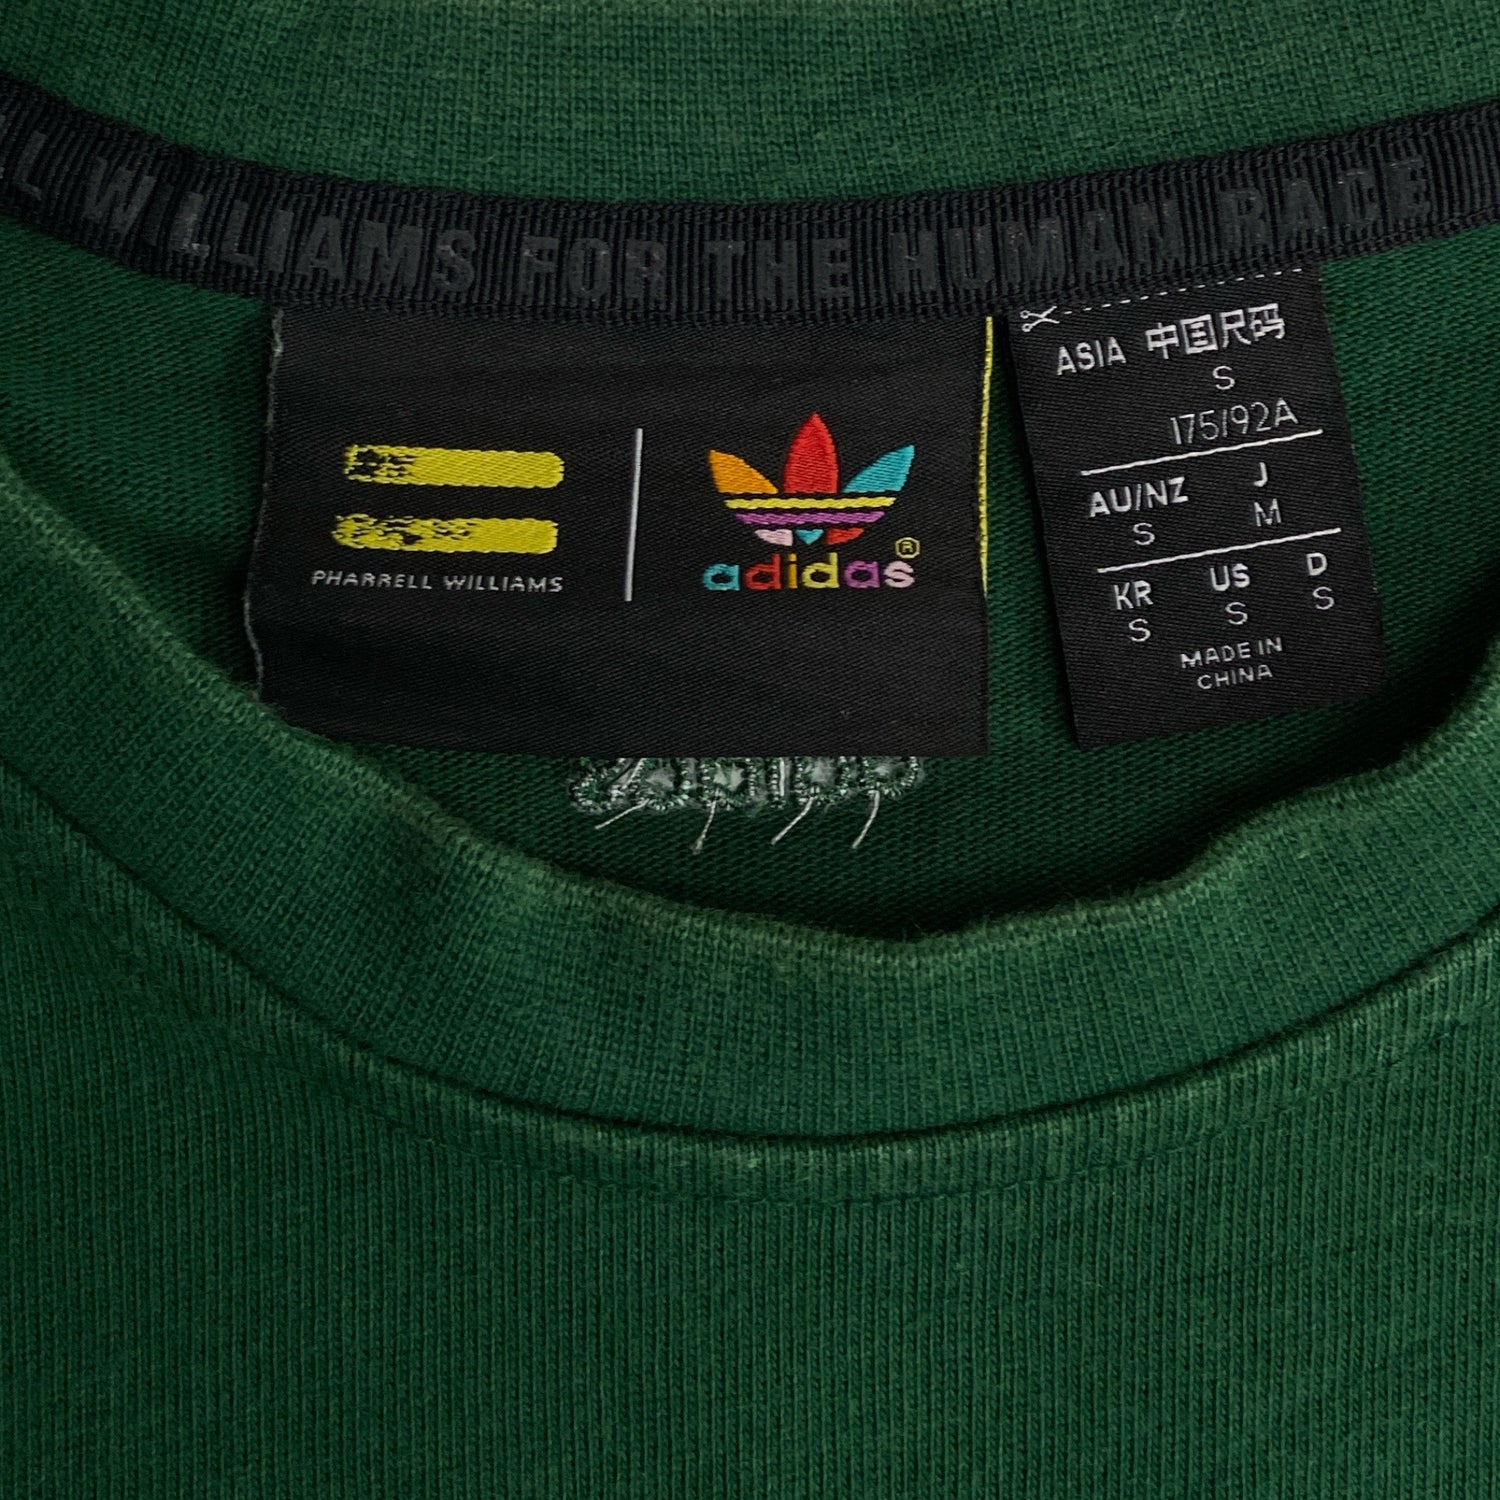 LL WILLIAMS FOR THE HUMAN RACE
PHARRELL WILLIAMS
adidas®
ASIA 中国尺码
S
175/92A
AU/NZ J
S M
KR US D
S S S
MADE IN
CHINA